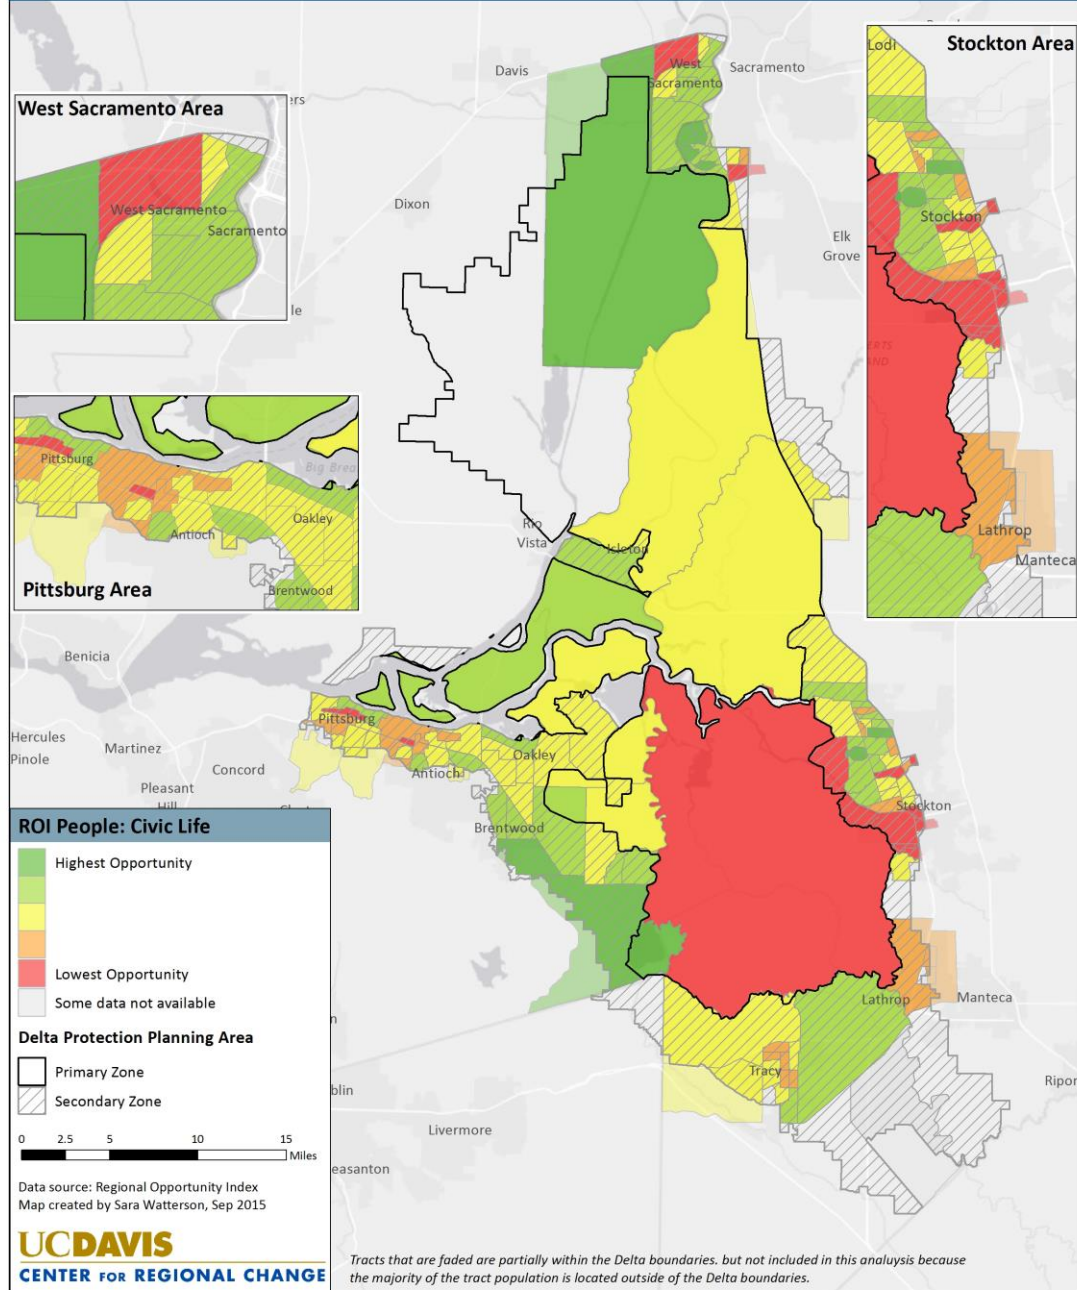 West Sacramento Area
West Sacramento
Sacramento
Davis
West
Sacramento
Sacramento
Dixon
Elk
Grove
Stockton Area
Lodi
Stockton
Lathrop
Manteca
Pittsburg
Antioch
Oakley
Brentwood
Pittsburg Area
Rio
Vista
Isleton
Benicia
Hercules
Pinole
Martinez
Pleasant
Hill
Concord
Pittsburg
Antioch
Oakley
Brentwood
Stockton
Lathrop
Manteca
Tracy
Ripon
Livermore
ROI People: Civic Life
Highest Opportunity
Lowest Opportunity
Some data not available
Delta Protection Planning Area
Primary Zone
Secondary Zone
0 2.5 5 10 15
Miles
Data source: Regional Opportunity Index
Map created by Sara Watterson, Sep 2015
UCDAVIS
CENTER FOR REGIONAL CHANGE
Tracts that are faded are partially within the Delta boundaries. but not included in this analuysis because
the majority of the tract population is located outside of the Delta boundaries.